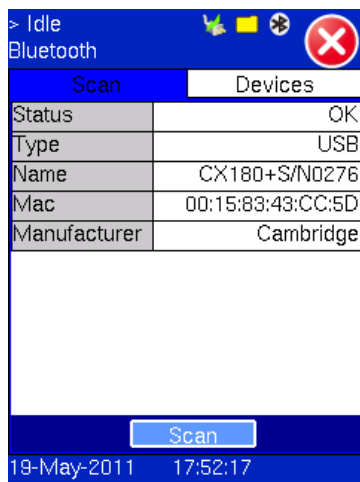 > Idle
Bluetooth
Scan Devices
Status OK
Type USB
Name CX180+S/N0276
Mac 00:15:83:43:CC:5D
Manufacturer Cambridge
Scan
19-May-2011 17:52:17